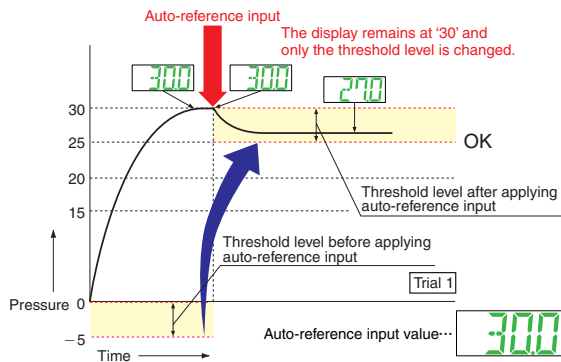 Auto-reference input
The display remains at ‘30’ and
only the threshold level is changed.
30.0
30.0
27.0
30
25
20
15
0
−5
OK
Threshold level after applying
auto-reference input
Threshold level before applying
auto-reference input
Trial 1
Pressure
Time
Auto-reference input value···
30.0